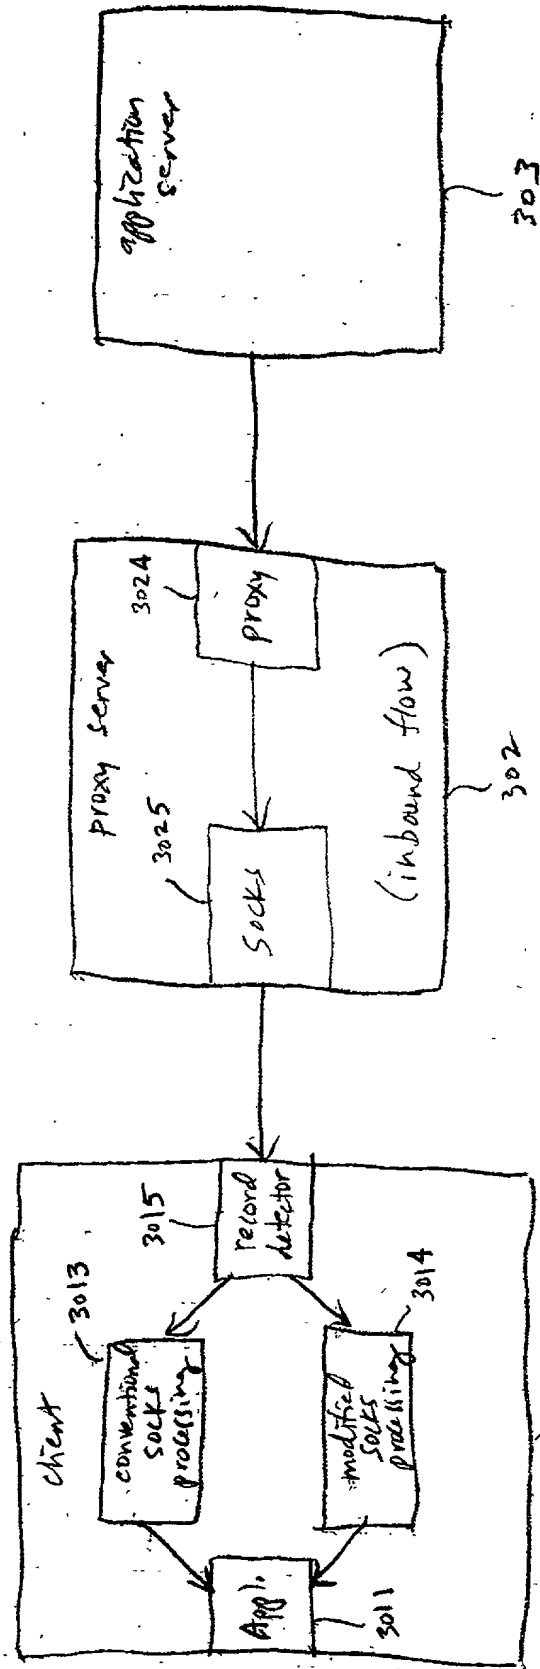 client
3013
conventional
socks
processing
3015
record
detector
Appl.
3011
modified
socks
processing
3014
proxy server
3025
socks
3024
proxy
(inbound flow)
302
application
server
303